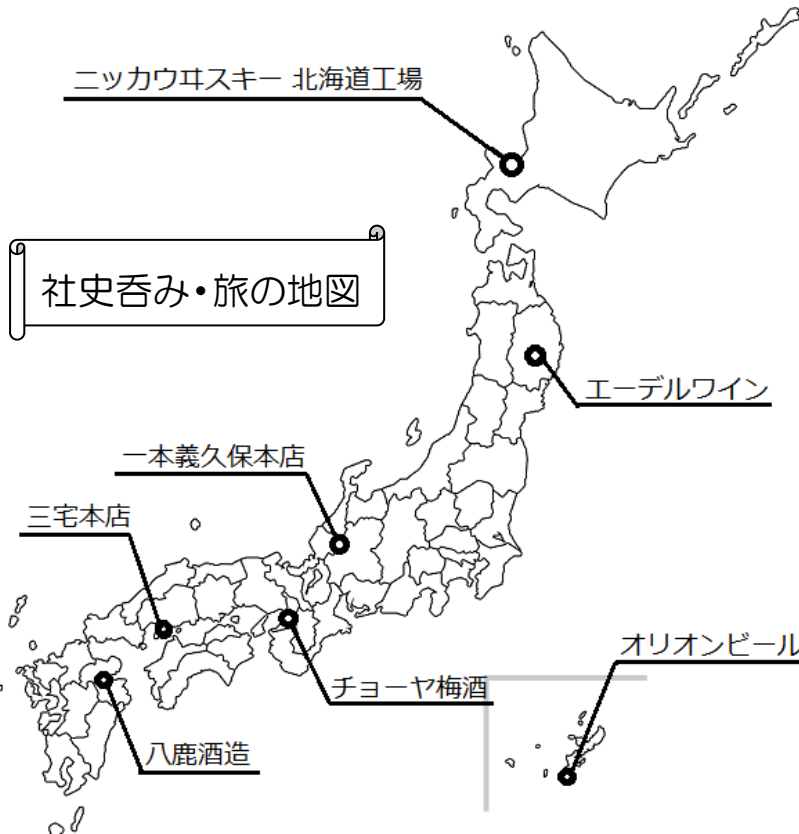 ニッカウヰスキー 北海道工場
社史呑み・旅の地図
エーデルワイン
一本義久保本店
三宅本店
オリオンビール
チョーヤ梅酒
八鹿酒造